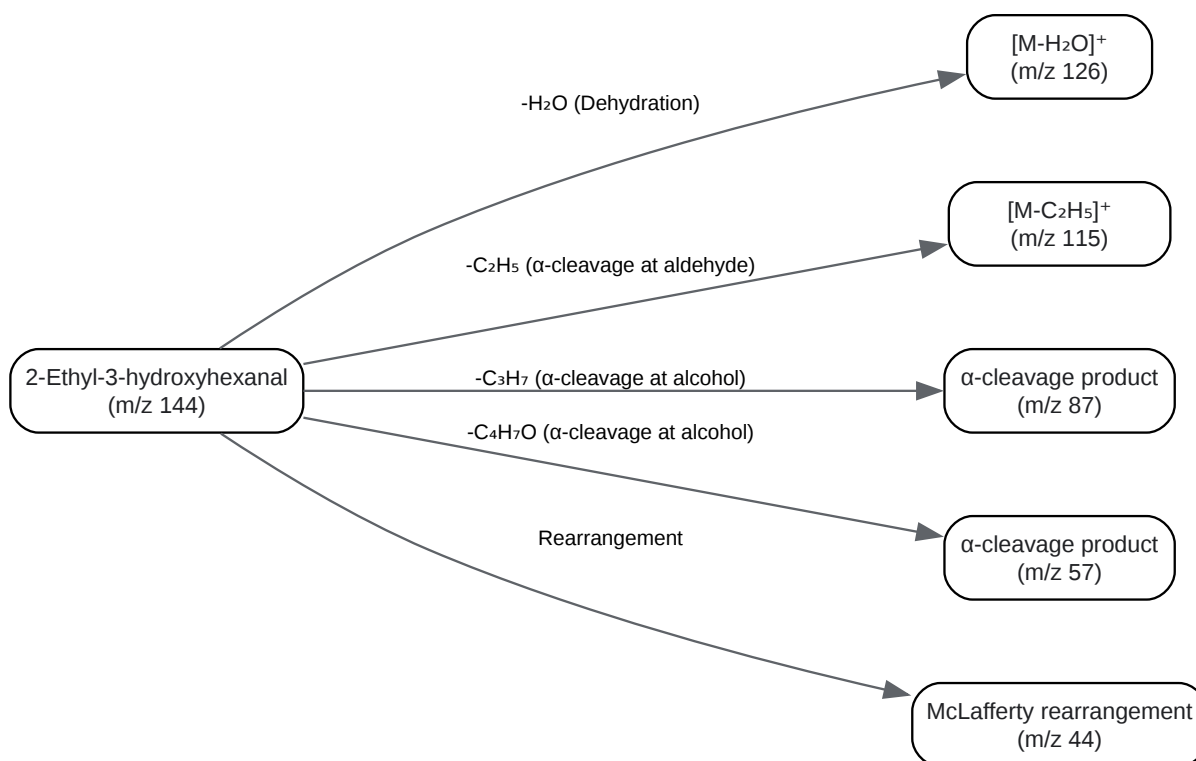 [M-H₂O]⁺
(m/z 126)
-H₂O (Dehydration)
[M-C₂H₅]⁺
(m/z 115)
-C₂H₅ (α-cleavage at aldehyde)
2-Ethyl-3-hydroxyhexanal
(m/z 144)
-C₃H₇ (α-cleavage at alcohol)
α-cleavage product
(m/z 87)
-C₄H₇O (α-cleavage at alcohol)
α-cleavage product
(m/z 57)
Rearrangement
McLafferty rearrangement
(m/z 44)